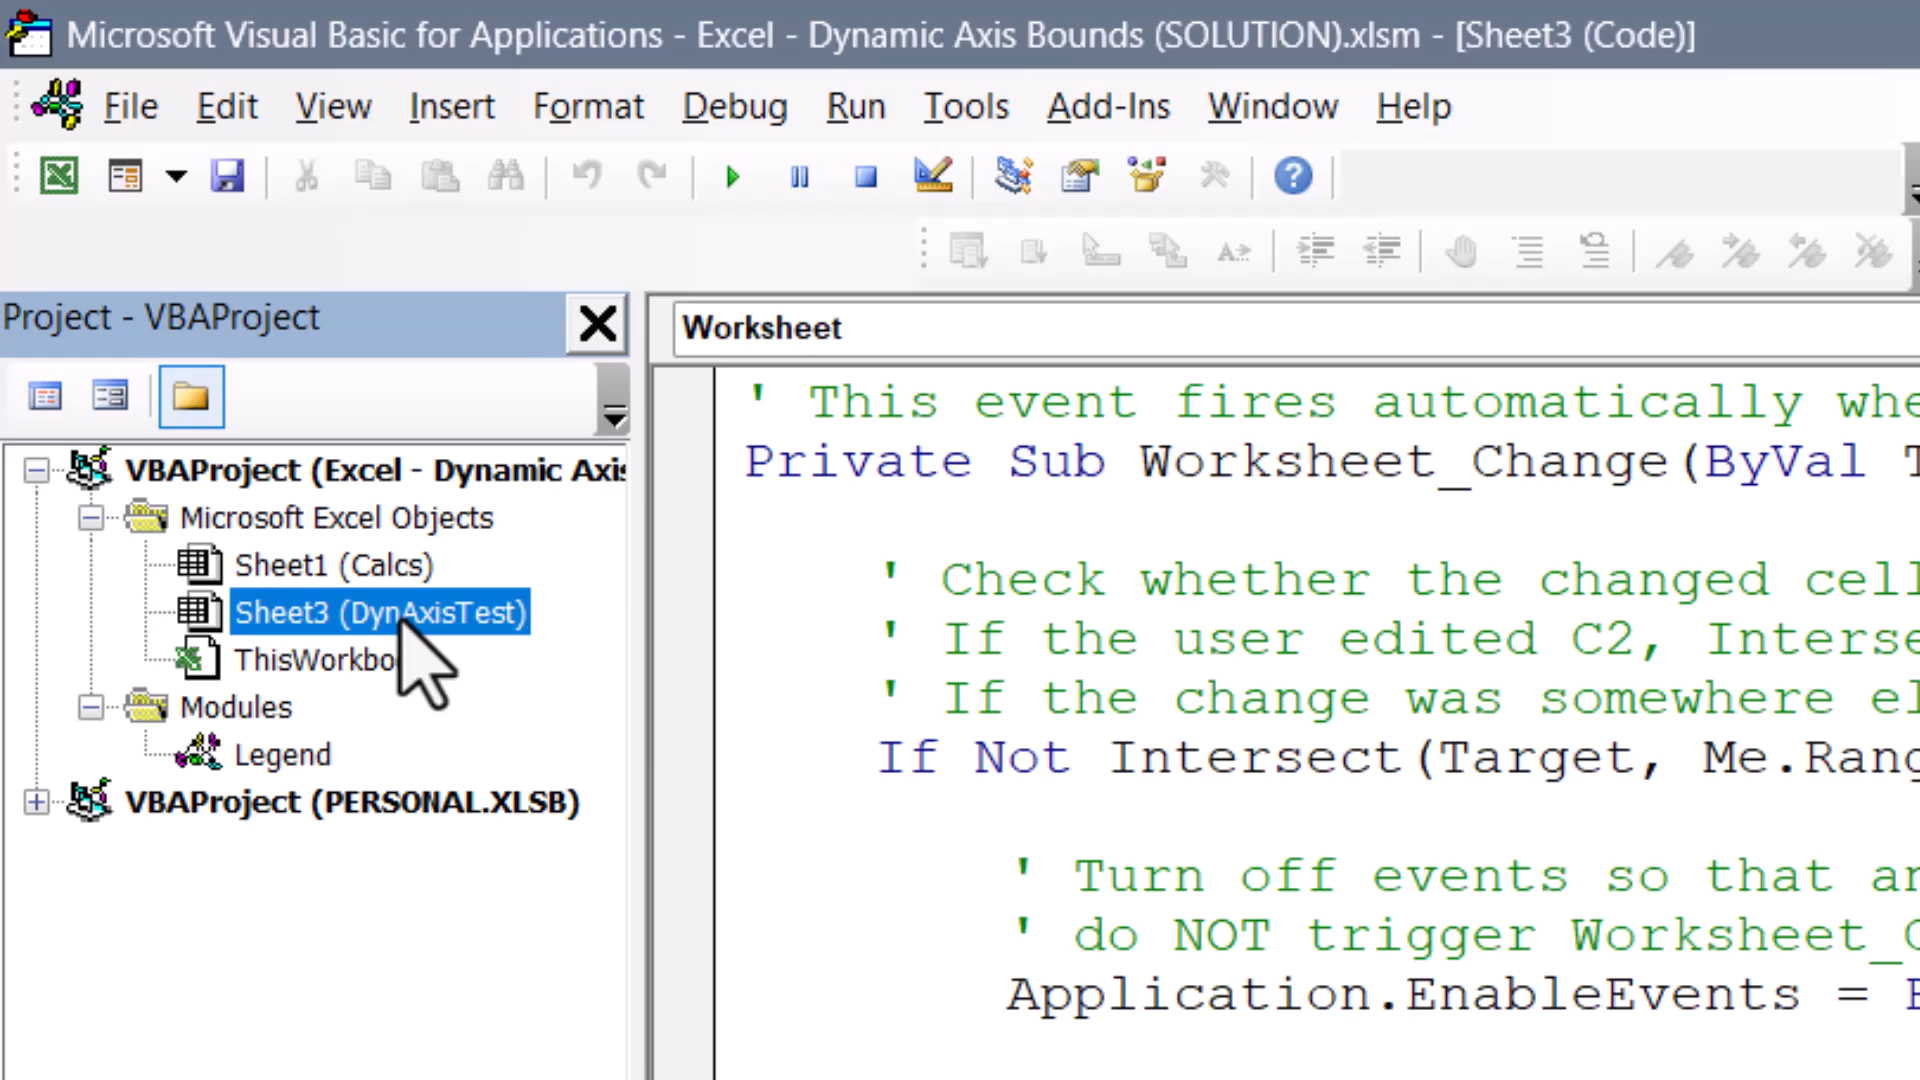 Microsoft Visual Basic for Applications - Excel - Dynamic Axis Bounds (SOLUTION).xlsm - [Sheet3 (Code)]
File Edit View Insert Format Debug Run Tools Add-Ins Window Help
Project - VBAProject
Worksheet
VBAProject (Excel - Dynamic Axis
Microsoft Excel Objects
Sheet1 (Calcs)
Sheet3 (DynAxisTest)
ThisWorkbo
Modules
Legend
VBAProject (PERSONAL.XLSB)
' This event fires automatically whe
Private Sub Worksheet_Change(ByVal T
' Check whether the changed cell
' If the user edited C2, Interse
' If the change was somewhere el
If Not Intersect(Target, Me.Rang
' Turn off events so that an
' do NOT trigger Worksheet_C
Application.EnableEvents = F